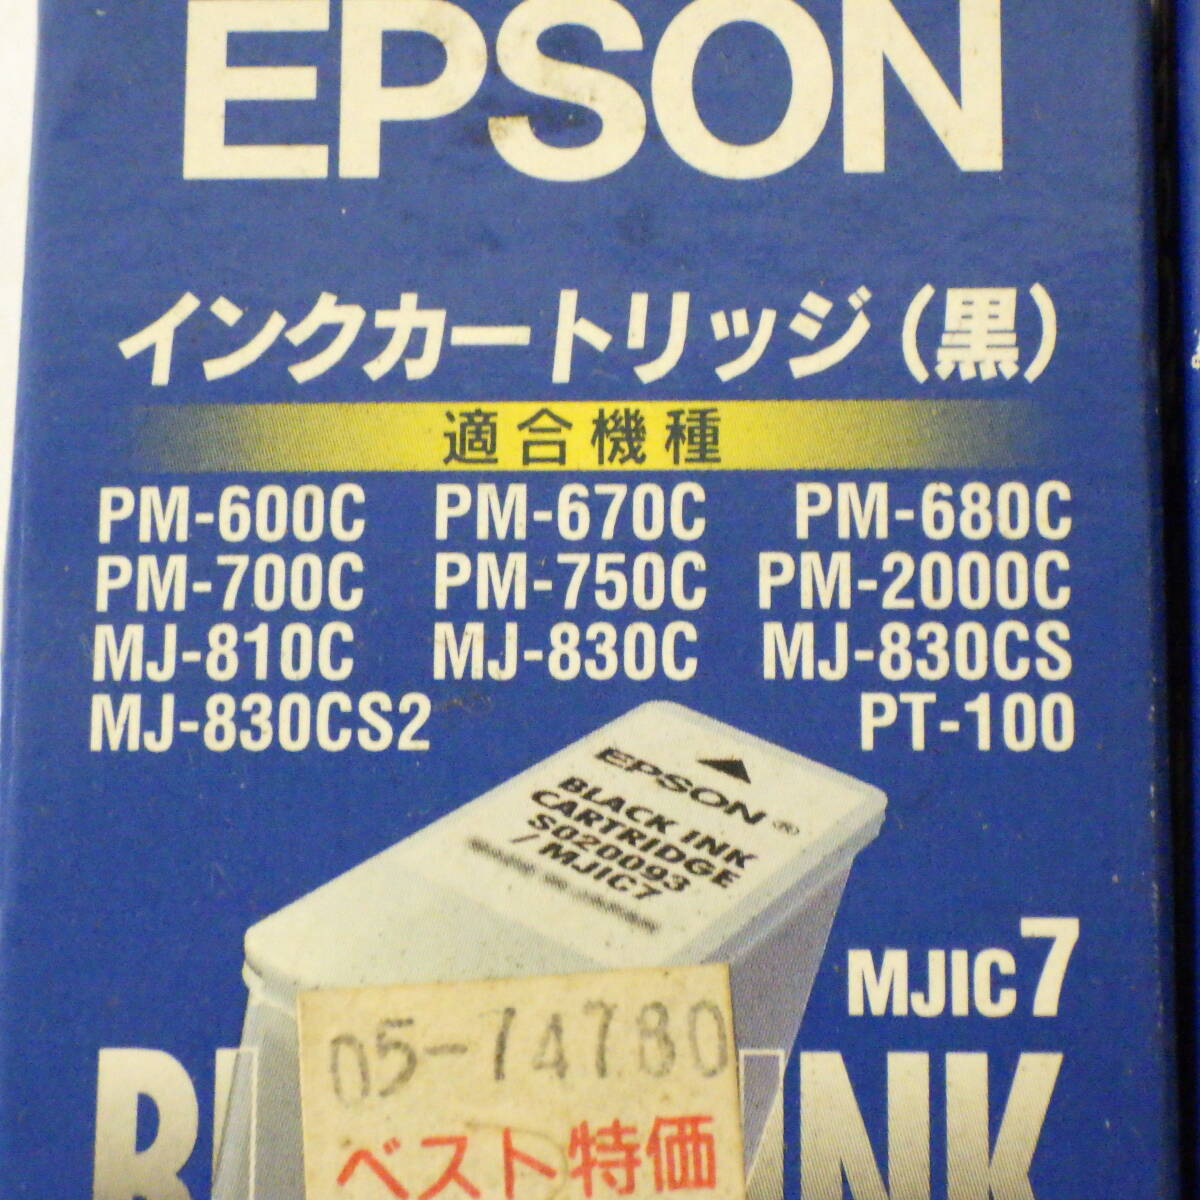 EPSON
インクカートリッジ(黒)
適合機種
PM-600C PM-670C PM-680C
PM-700C PM-750C PM-2000C
MJ-810C MJ-830C MJ-830CS
MJ-830CS2 PT-100
EPSON®
BLACK INK
CARTRIDGE
S020093
/ MJIC7
MJIC7
05-74780
ベスト特価
INK